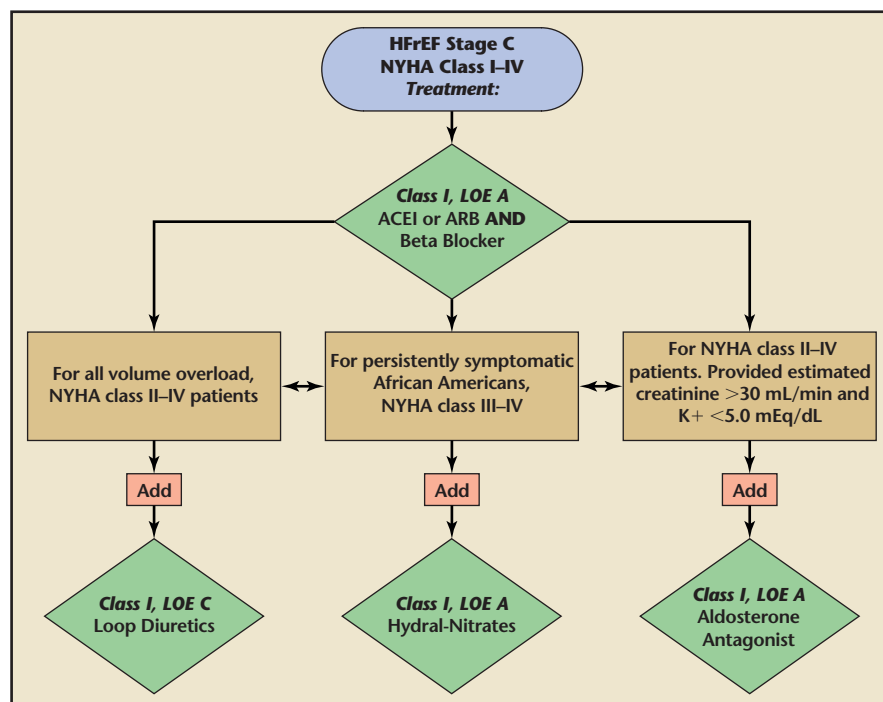 HFrEF Stage C
NYHA Class I–IV
Treatment:
Class I, LOE A
ACEI or ARB AND
Beta Blocker
For all volume overload,
NYHA class II–IV patients
For persistently symptomatic
African Americans,
NYHA class III–IV
For NYHA class II–IV
patients. Provided estimated
creatinine >30 mL/min and
K+ <5.0 mEq/dL
Add
Add
Add
Class I, LOE C
Loop Diuretics
Class I, LOE A
Hydral-Nitrates
Class I, LOE A
Aldosterone
Antagonist